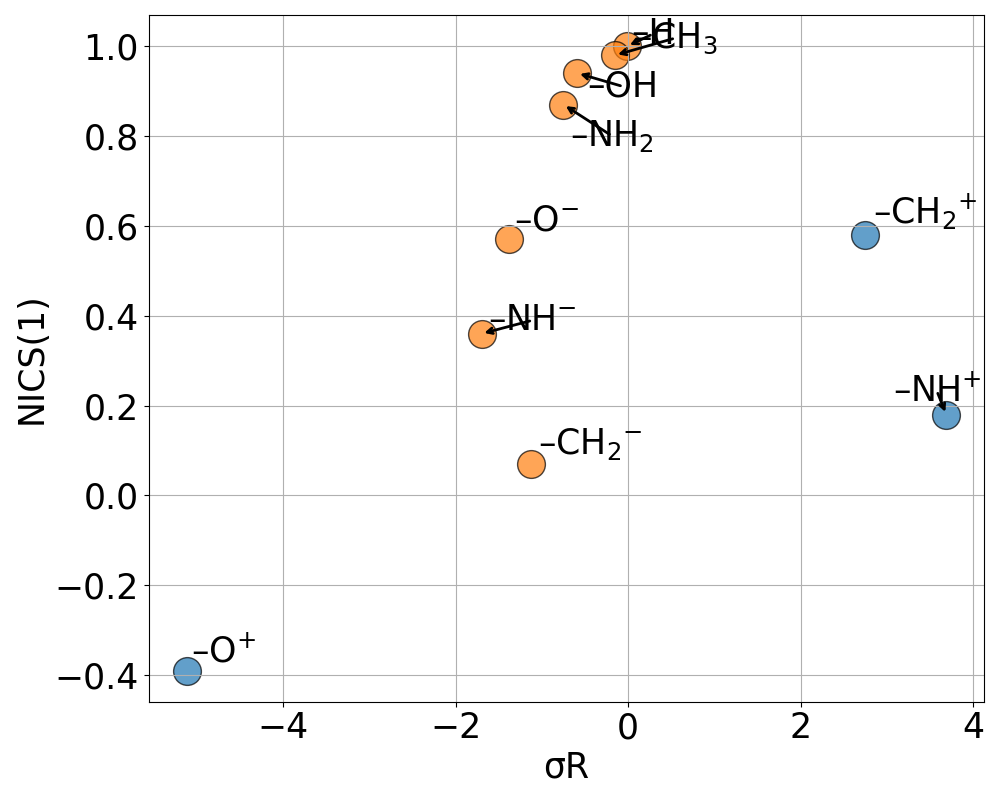 –H
–CH₃
–OH
–NH₂
–O⁻
–CH₂⁺
–NH⁻
–NH⁺
–CH₂⁻
–O⁺
1.0
0.8
0.6
0.4
0.2
0.0
−0.2
−0.4
NICS(1)
−4
−2
0
2
4
σR